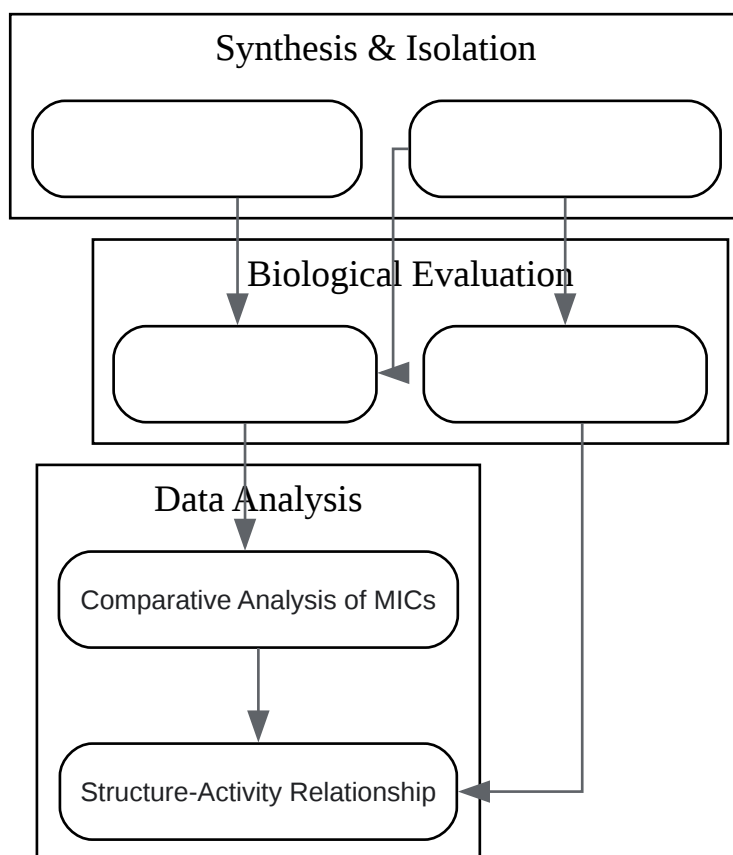 Synthesis & Isolation
Biological Evaluation
Data Analysis
Comparative Analysis of MICs
Structure-Activity Relationship